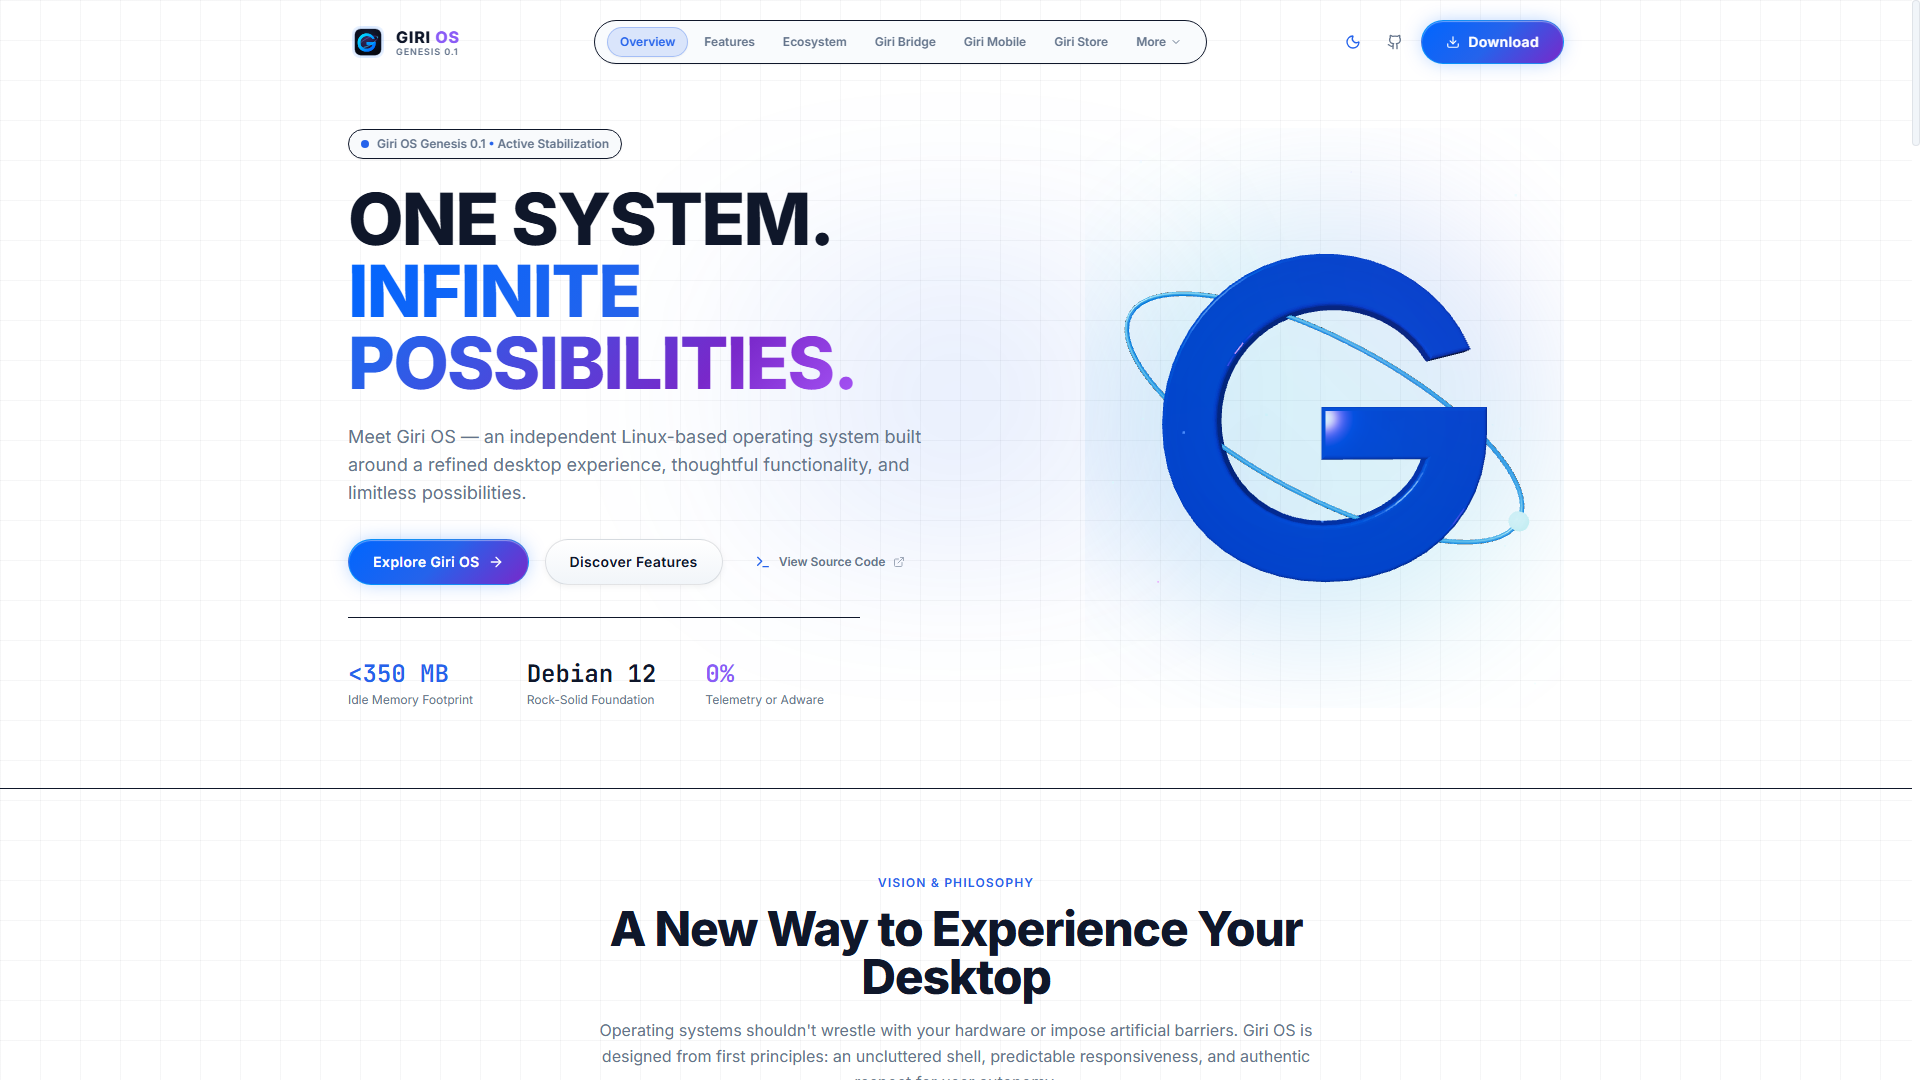 GIRI OS
GENESIS 0.1
Overview
Features
Ecosystem
Giri Bridge
Giri Mobile
Giri Store
More
Download
Giri OS Genesis 0.1 • Active Stabilization
ONE SYSTEM.
INFINITE
POSSIBILITIES.
Meet Giri OS — an independent Linux-based operating system built
around a refined desktop experience, thoughtful functionality, and
limitless possibilities.
Explore Giri OS
Discover Features
View Source Code
<350 MB
Idle Memory Footprint
Debian 12
Rock-Solid Foundation
0%
Telemetry or Adware
VISION & PHILOSOPHY
A New Way to Experience Your
Desktop
Operating systems shouldn't wrestle with your hardware or impose artificial barriers. Giri OS is
designed from first principles: an uncluttered shell, predictable responsiveness, and authentic